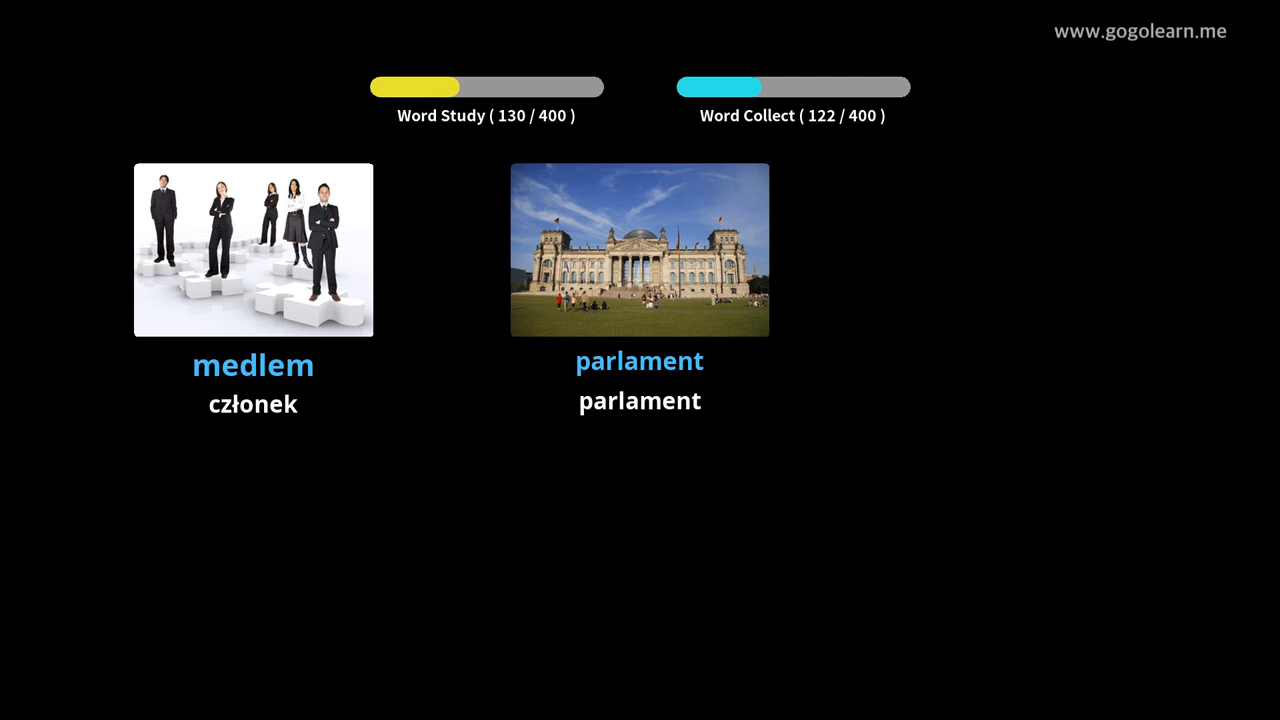 www.gogolearn.me
Word Study ( 130 / 400 )
Word Collect ( 122 / 400 )
medlem
członek
parlament
parlament